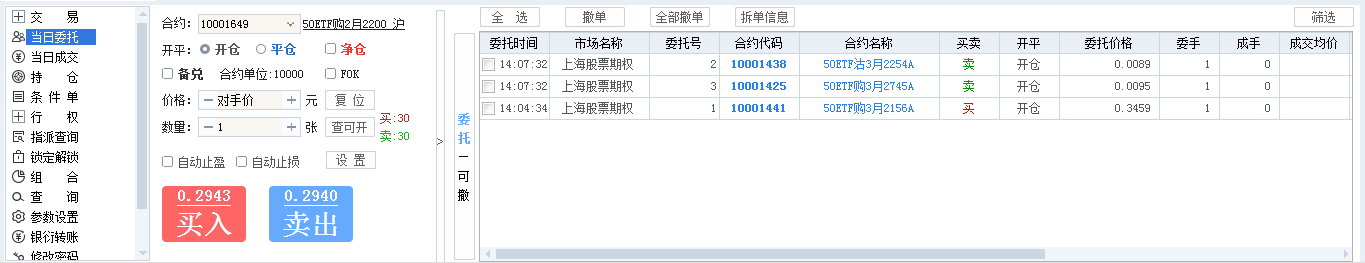 交 易
当日委托
当日成交
持 仓
条 件 单
行 权
指派查询
锁定解锁
组 合
查 询
参数设置
银衍转账
修改密码
合约: 10001649 50ETF购2月2200 沪
开平: 开仓 平仓 净仓
备兑 合约单位:10000 FOK
价格: 对手价 元 复 位
数量: 1 张 查可开 买:30
卖:30
自动止盈 自动止损 设 置
0.2943 0.2940
买入 卖出
>
委托—可撤
全 选 撤单 全部撤单 拆单信息 筛选
委托时间 市场名称 委托号 合约代码 合约名称 买卖 开平 委托价格 委手 成手 成交均价
14:07:32 上海股票期权 2 10001438 50ETF沽3月2254A 卖 开仓 0.0089 1 0
14:07:32 上海股票期权 3 10001425 50ETF购3月2745A 卖 开仓 0.0095 1 0
14:04:34 上海股票期权 1 10001441 50ETF购3月2156A 买 开仓 0.3459 1 0